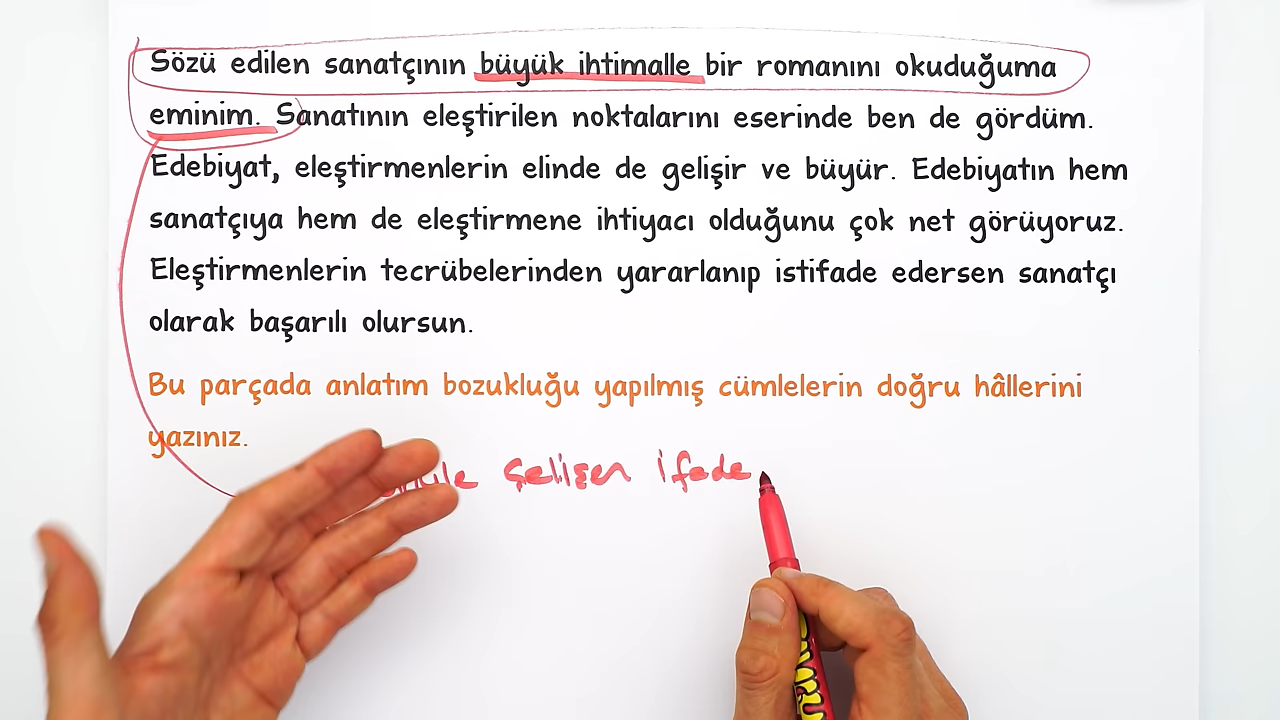 Sözü edilen sanatçının büyük ihtimalle bir romanını okuduğuma
eminim. Sanatının eleştirilen noktalarını eserinde ben de gördüm.
Edebiyat, eleştirmenlerin elinde de gelişir ve büyür. Edebiyatın hem
sanatçıya hem de eleştirmene ihtiyacı olduğunu çok net görüyoruz.
Eleştirmenlerin tecrübelerinden yararlanıp istifade edersen sanatçı
olarak başarılı olursun.
Bu parçada anlatım bozukluğu yapılmış cümlelerin doğru hâllerini
yazınız.
Çelişen ifade